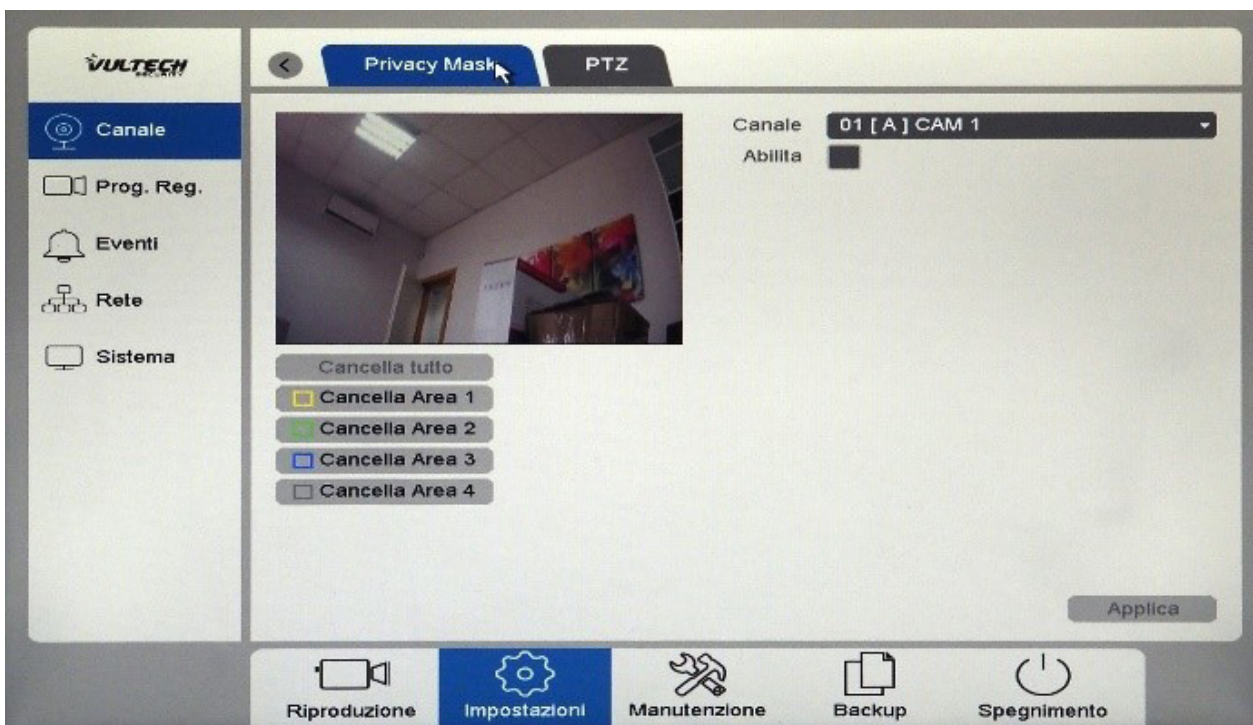 VULTECH
SECURITY
Privacy Mask
PTZ
Canale
Prog. Reg.
Eventi
Rete
Sistema
Canale 01 [ A ] CAM 1
Abilita
Cancella tutto
Cancella Area 1
Cancella Area 2
Cancella Area 3
Cancella Area 4
Applica
Riproduzione
Impostazioni
Manutenzione
Backup
Spegnimento